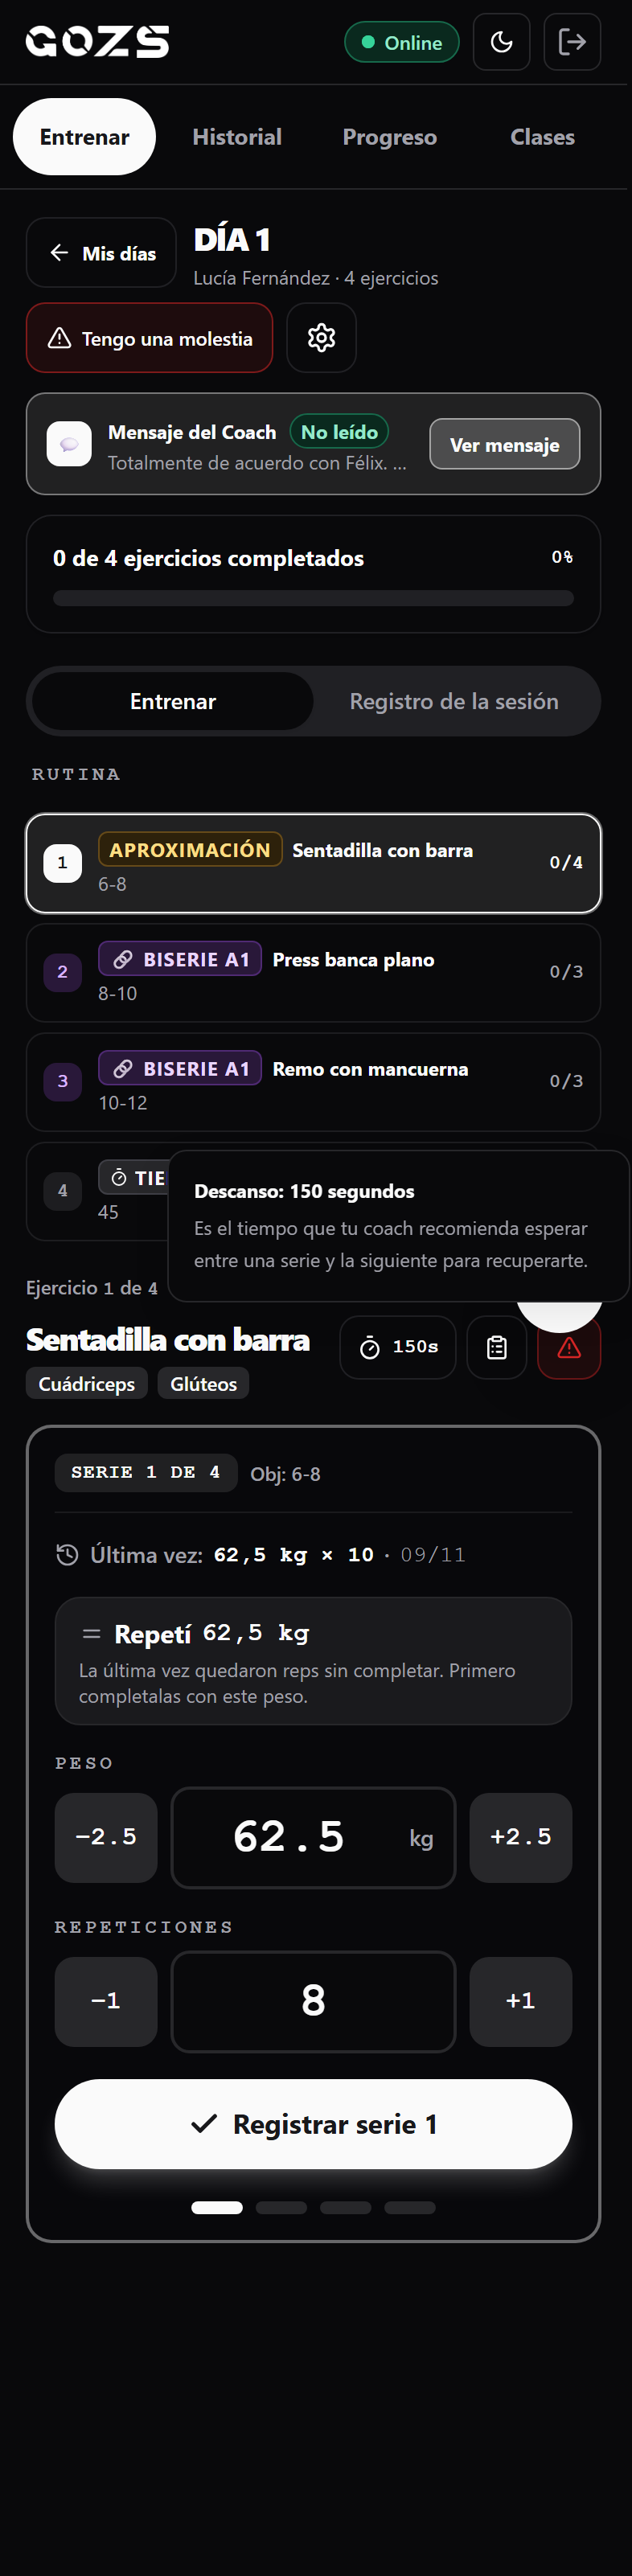 GOZS
Online
Entrenar
Historial
Progreso
Clases
Mis días
DÍA 1
Lucía Fernández · 4 ejercicios
Tengo una molestia
Mensaje del Coach
No leído
Totalmente de acuerdo con Félix. ...
Ver mensaje
0 de 4 ejercicios completados
0%
Entrenar
Registro de la sesión
RUTINA
1
APROXIMACIÓN
Sentadilla con barra
0/4
6-8
2
BISERIE A1
Press banca plano
0/3
8-10
3
BISERIE A1
Remo con mancuerna
0/3
10-12
4
TIE
45
Descanso: 150 segundos
Es el tiempo que tu coach recomienda esperar
entre una serie y la siguiente para recuperarte.
Ejercicio 1 de 4
Sentadilla con barra
150s
Cuádriceps
Glúteos
SERIE 1 DE 4
Obj: 6-8
Última vez: 62,5 kg × 10 · 09/11
= Repetí 62,5 kg
La última vez quedaron reps sin completar. Primero
completalas con este peso.
PESO
−2.5
62.5
kg
+2.5
REPETICIONES
−1
8
+1
Registrar serie 1